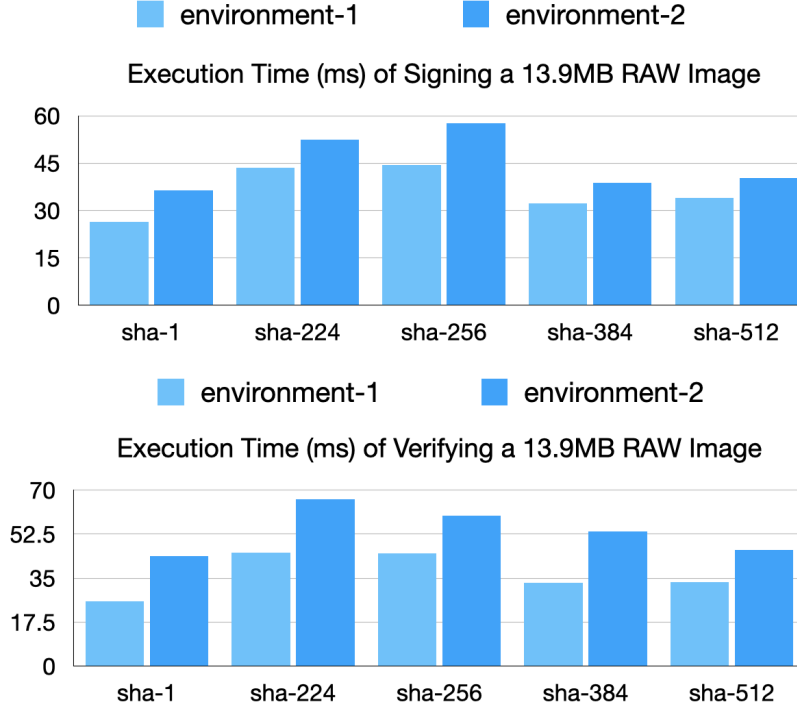 environment-1 environment-2
Execution Time (ms) of Signing a 13.9MB RAW Image
60
45
30
15
0
sha-1 sha-224 sha-256 sha-384 sha-512
environment-1 environment-2
Execution Time (ms) of Verifying a 13.9MB RAW Image
70
52.5
35
17.5
0
sha-1 sha-224 sha-256 sha-384 sha-512